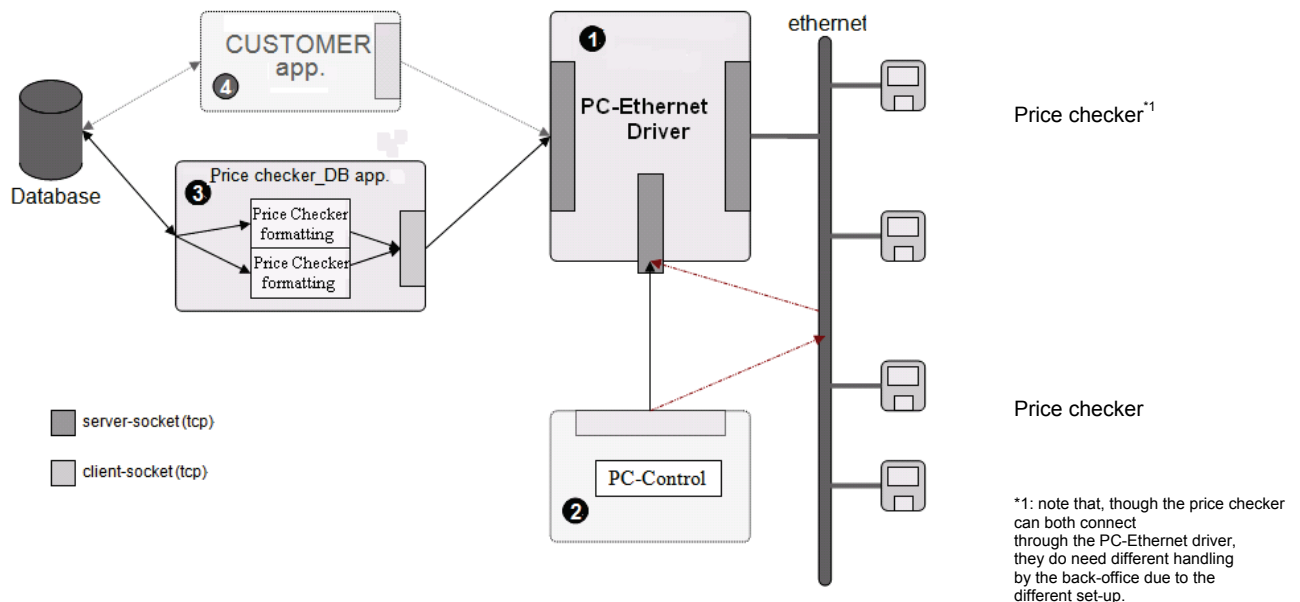 ethernet
CUSTOMER
app.
4
1
PC-Ethernet
Driver
Price checker*1
Database
3
Price checker_DB app.
Price Checker
formatting
Price Checker
formatting
server-socket (tcp)
client-socket (tcp)
PC-Control
2
Price checker
*1: note that, though the price checker
can both connect
through the PC-Ethernet driver,
they do need different handling
by the back-office due to the
different set-up.